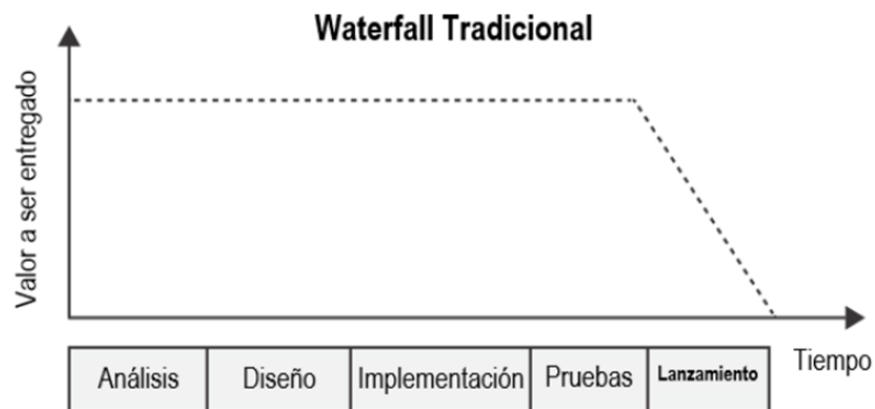 Waterfall Tradicional
Valor a ser entregado
Tiempo
Análisis
Diseño
Implementación
Pruebas
Lanzamiento